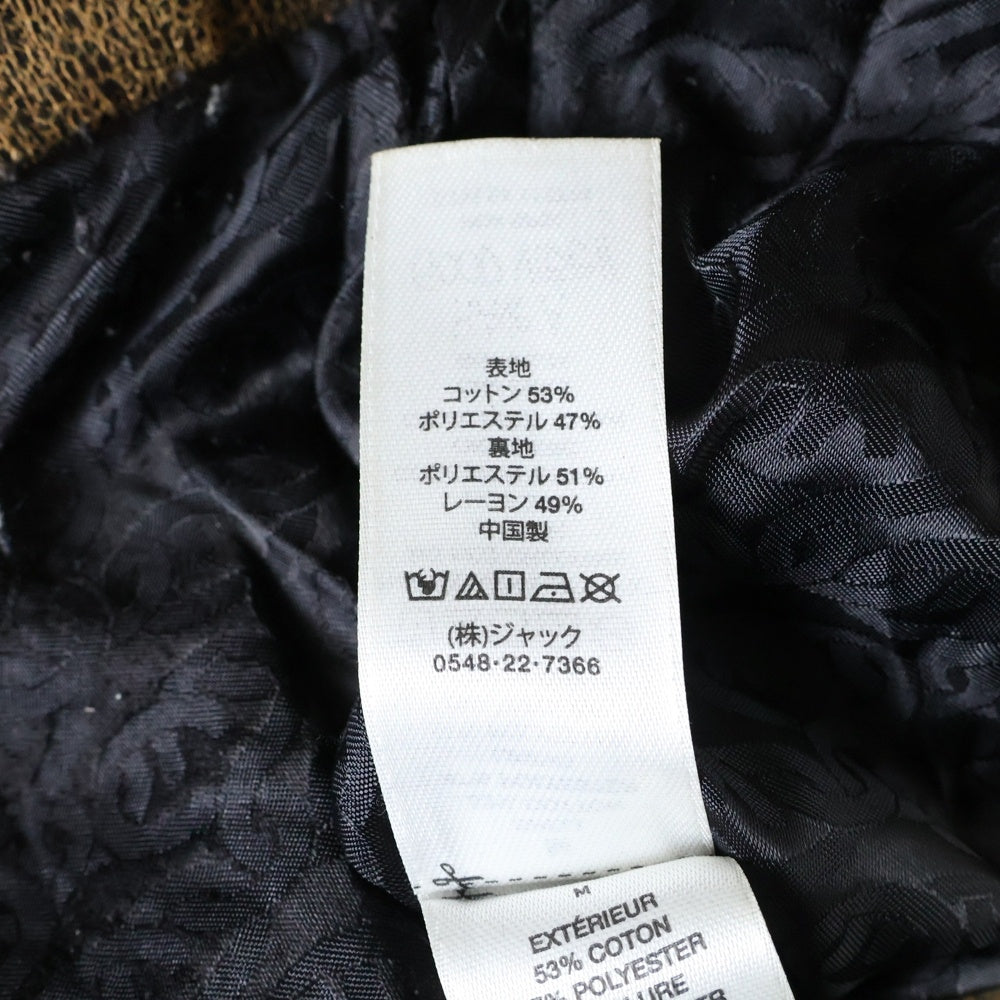 表地
コットン 53%
ポリエステル 47%
裏地
ポリエステル 51%
レーヨン 49%
中国製
(株)ジャック
0548·22·7366
M
EXTÉRIEUR
53% COTON
POLYESTER